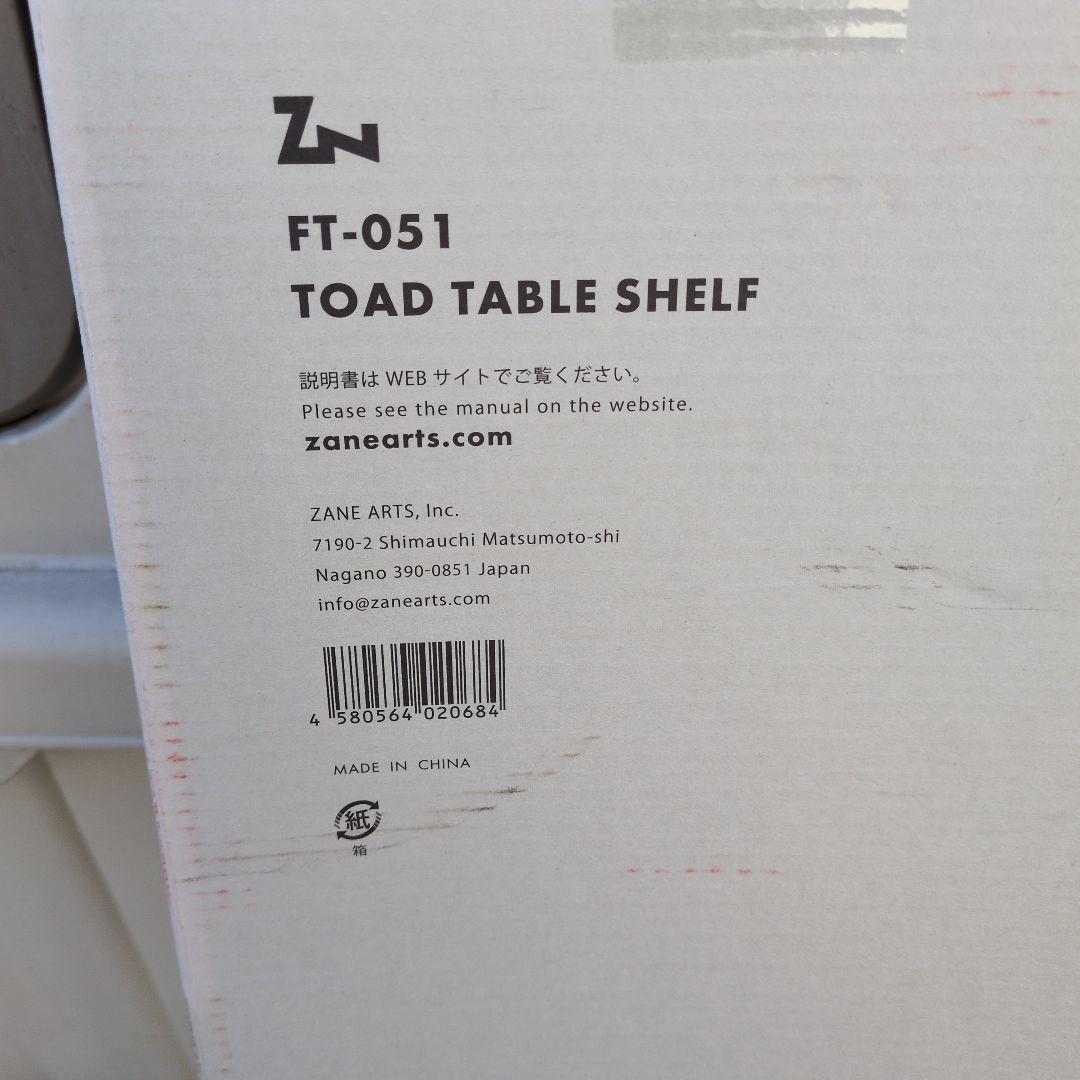 ZN
FT-051
TOAD TABLE SHELF
説明書は WEB サイトでご覧ください。
Please see the manual on the website.
zanearts.com
ZANE ARTS, Inc.
7190-2 Shimauchi Matsumoto-shi
Nagano 390-0851 Japan
info@zanearts.com
4 580564 020684
MADE IN CHINA
紙
箱